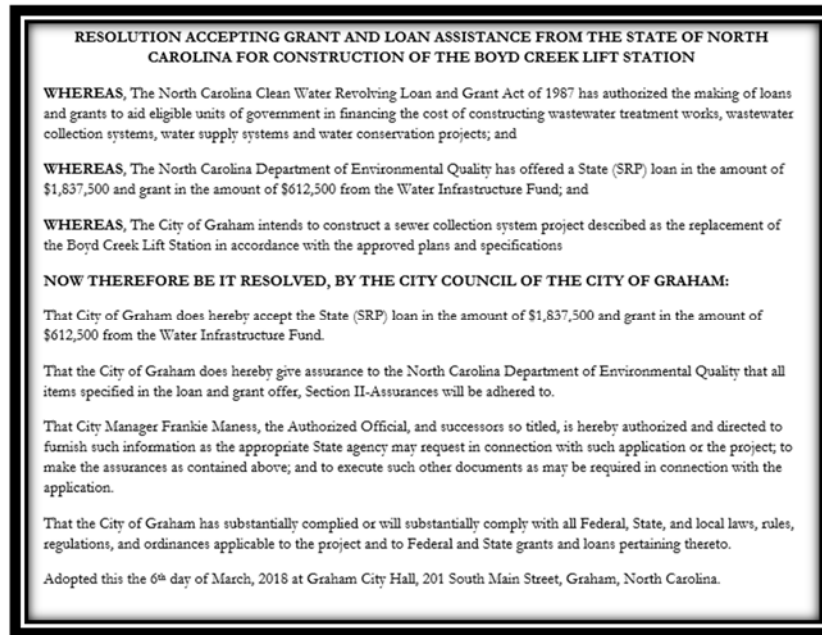 RESOLUTION ACCEPTING GRANT AND LOAN ASSISTANCE FROM THE STATE OF NORTH
CAROLINA FOR CONSTRUCTION OF THE BOYD CREEK LIFT STATION
WHEREAS, The North Carolina Clean Water Revolving Loan and Grant Act of 1987 has authorized the making of loans
and grants to aid eligible units of government in financing the cost of constructing wastewater treatment works, wastewater
collection systems, water supply systems and water conservation projects; and
WHEREAS, The North Carolina Department of Environmental Quality has offered a State (SRP) loan in the amount of
$1,837,500 and grant in the amount of $612,500 from the Water Infrastructure Fund; and
WHEREAS, The City of Graham intends to construct a sewer collection system project described as the replacement of
the Boyd Creek Lift Station in accordance with the approved plans and specifications
NOW THEREFORE BE IT RESOLVED, BY THE CITY COUNCIL OF THE CITY OF GRAHAM:
That City of Graham does hereby accept the State (SRP) loan in the amount of $1,837,500 and grant in the amount of
$612,500 from the Water Infrastructure Fund.
That the City of Graham does hereby give assurance to the North Carolina Department of Environmental Quality that all
items specified in the loan and grant offer, Section II-Assurances will be adhered to.
That City Manager Frankie Maness, the Authorized Official, and successors so titled, is hereby authorized and directed to
furnish such information as the appropriate State agency may request in connection with such application or the project; to
make the assurances as contained above; and to execute such other documents as may be required in connection with the
application.
That the City of Graham has substantially complied or will substantially comply with all Federal, State, and local laws, rules,
regulations, and ordinances applicable to the project and to Federal and State grants and loans pertaining thereto.
Adopted this the 6th day of March, 2018 at Graham City Hall, 201 South Main Street, Graham, North Carolina.